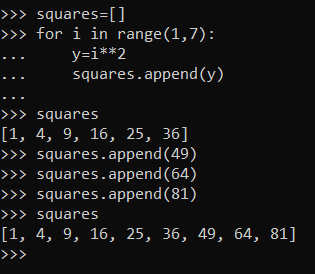 >>> squares=[]
>>> for i in range(1,7):
...     y=i**2
...     squares.append(y)
...
>>> squares
[1, 4, 9, 16, 25, 36]
>>> squares.append(49)
>>> squares.append(64)
>>> squares.append(81)
>>> squares
[1, 4, 9, 16, 25, 36, 49, 64, 81]
>>>